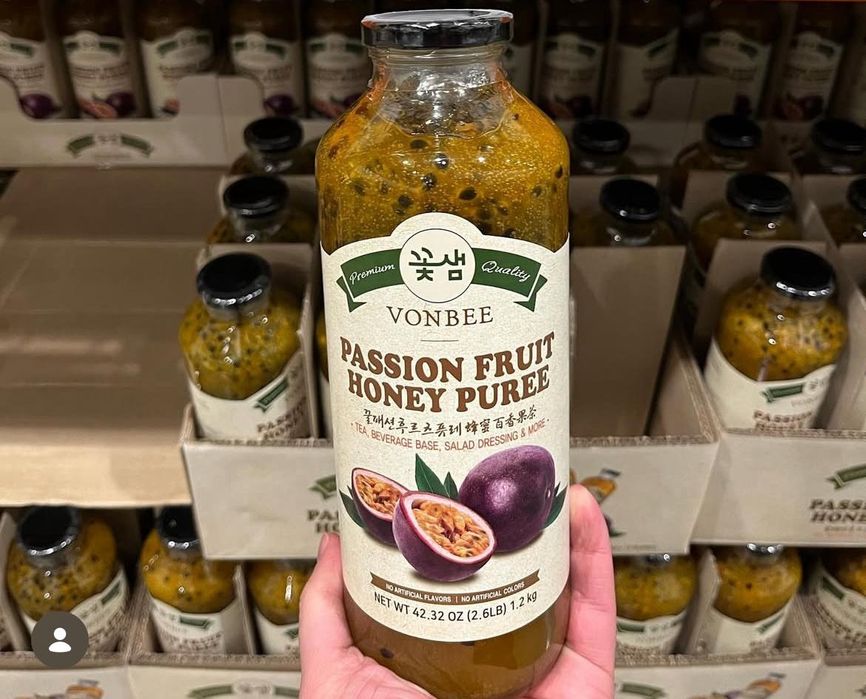 Premium 꽃샘 Quality
VONBEE
PASSION FRUIT
HONEY PUREE
꿀패션후르츠퓨레 蜂蜜百香果茶
• TEA, BEVERAGE BASE, SALAD DRESSING & MORE •
NO ARTIFICIAL FLAVORS | NO ARTIFICIAL COLORS
NET WT 42.32 OZ (2.6LB) 1.2 kg